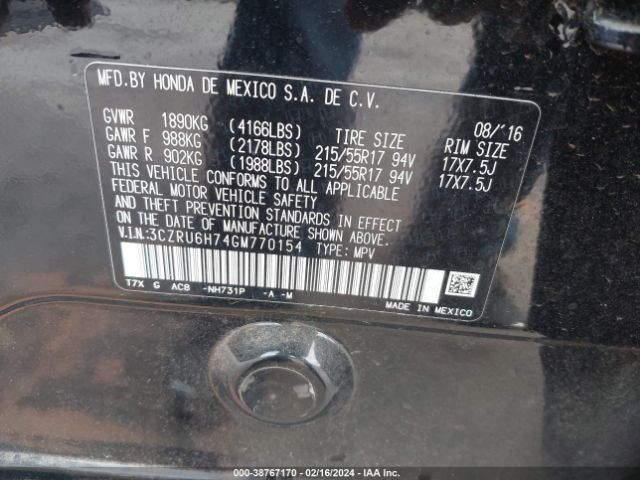 MFD.BY HONDA DE MEXICO S.A. DE C.V.
08/'16
GVWR 1890KG (4166LBS) TIRE SIZE RIM SIZE
GAWR F 988KG (2178LBS) 215/55R17 94V 17X7.5J
GAWR R 902KG (1988LBS) 215/55R17 94V 17X7.5J
THIS VEHICLE CONFORMS TO ALL APPLICABLE
FEDERAL MOTOR VEHICLE SAFETY
AND THEFT PREVENTION STANDARDS IN EFFECT
ON THE DATE OF MANUFACTURE SHOWN ABOVE.
V.I.N:3CZRU6H74GM770154 TYPE: MPV
T7X G AC8 -NH731P -A -M
MADE IN MEXICO
© - 38767170 - 02/16/2024 - IAA Holdings, LLC